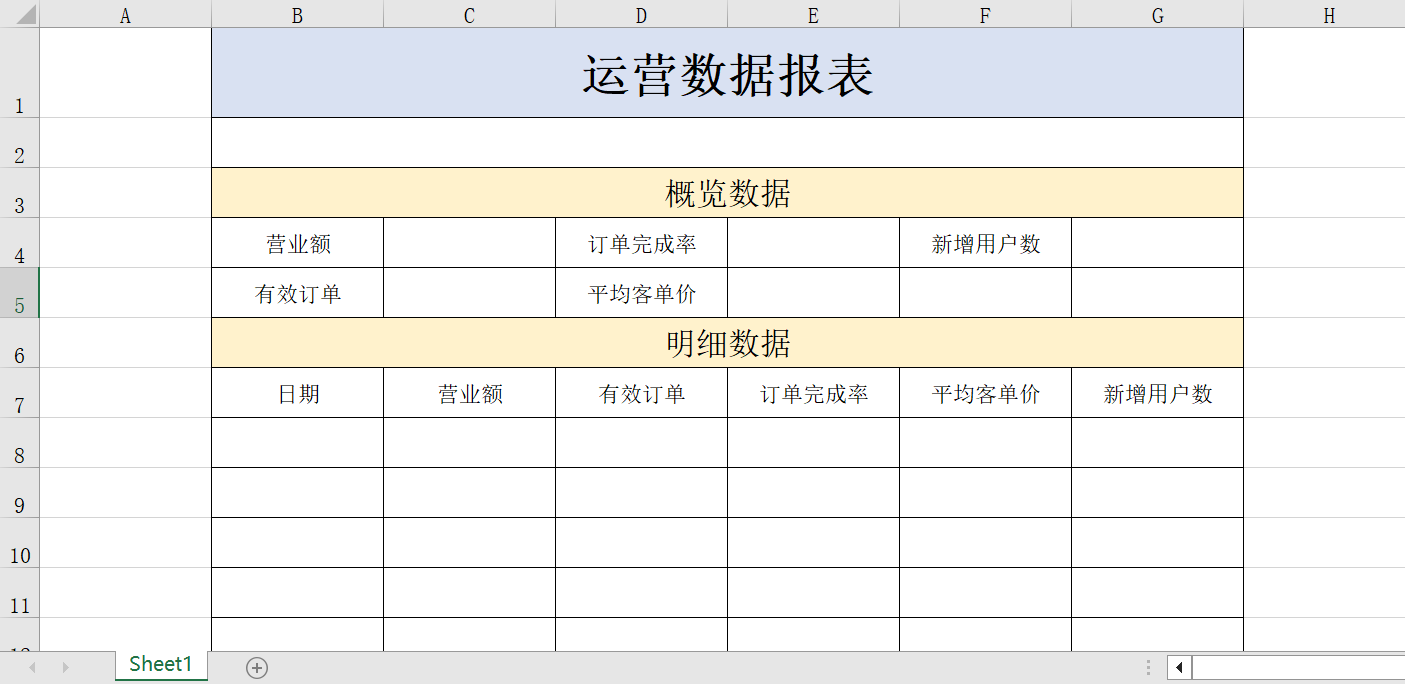 A B C D E F G H
1 运营数据报表
2
3 概览数据
4 营业额 订单完成率 新增用户数
5 有效订单 平均客单价
6 明细数据
7 日期 营业额 有效订单 订单完成率 平均客单价 新增用户数
8
9
10
11
Sheet1